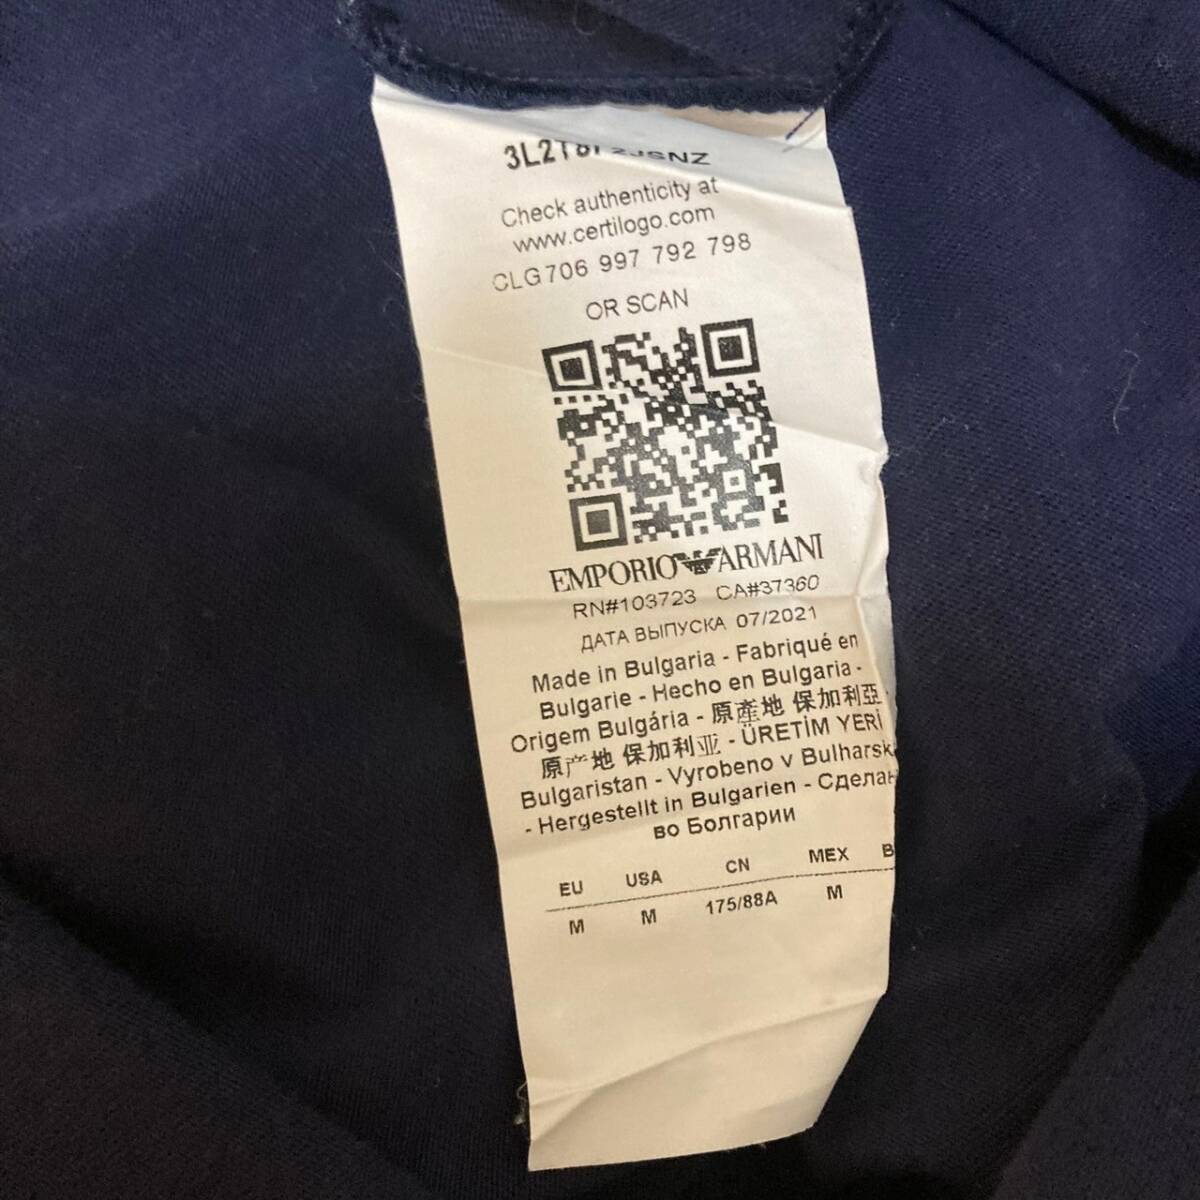 Check authenticity at
www.certilogo.com
CLG706 997 792 798
OR SCAN
EMPORIO ARMANI
RN#103723 CA#37360
ДАТА ВЫПУСКА 07/2021
Made in Bulgaria - Fabriqué en
Bulgarie - Hecho en Bulgaria -
Origem Bulgária - 原產地 保加利亞 -
原产地 保加利亚 - ÜRETİM YERİ
Bulgaristan - Vyrobeno v
- Hergestellt in Bulgarien -
во Болгарии
EU USA CN MEX
M M 175/88A M